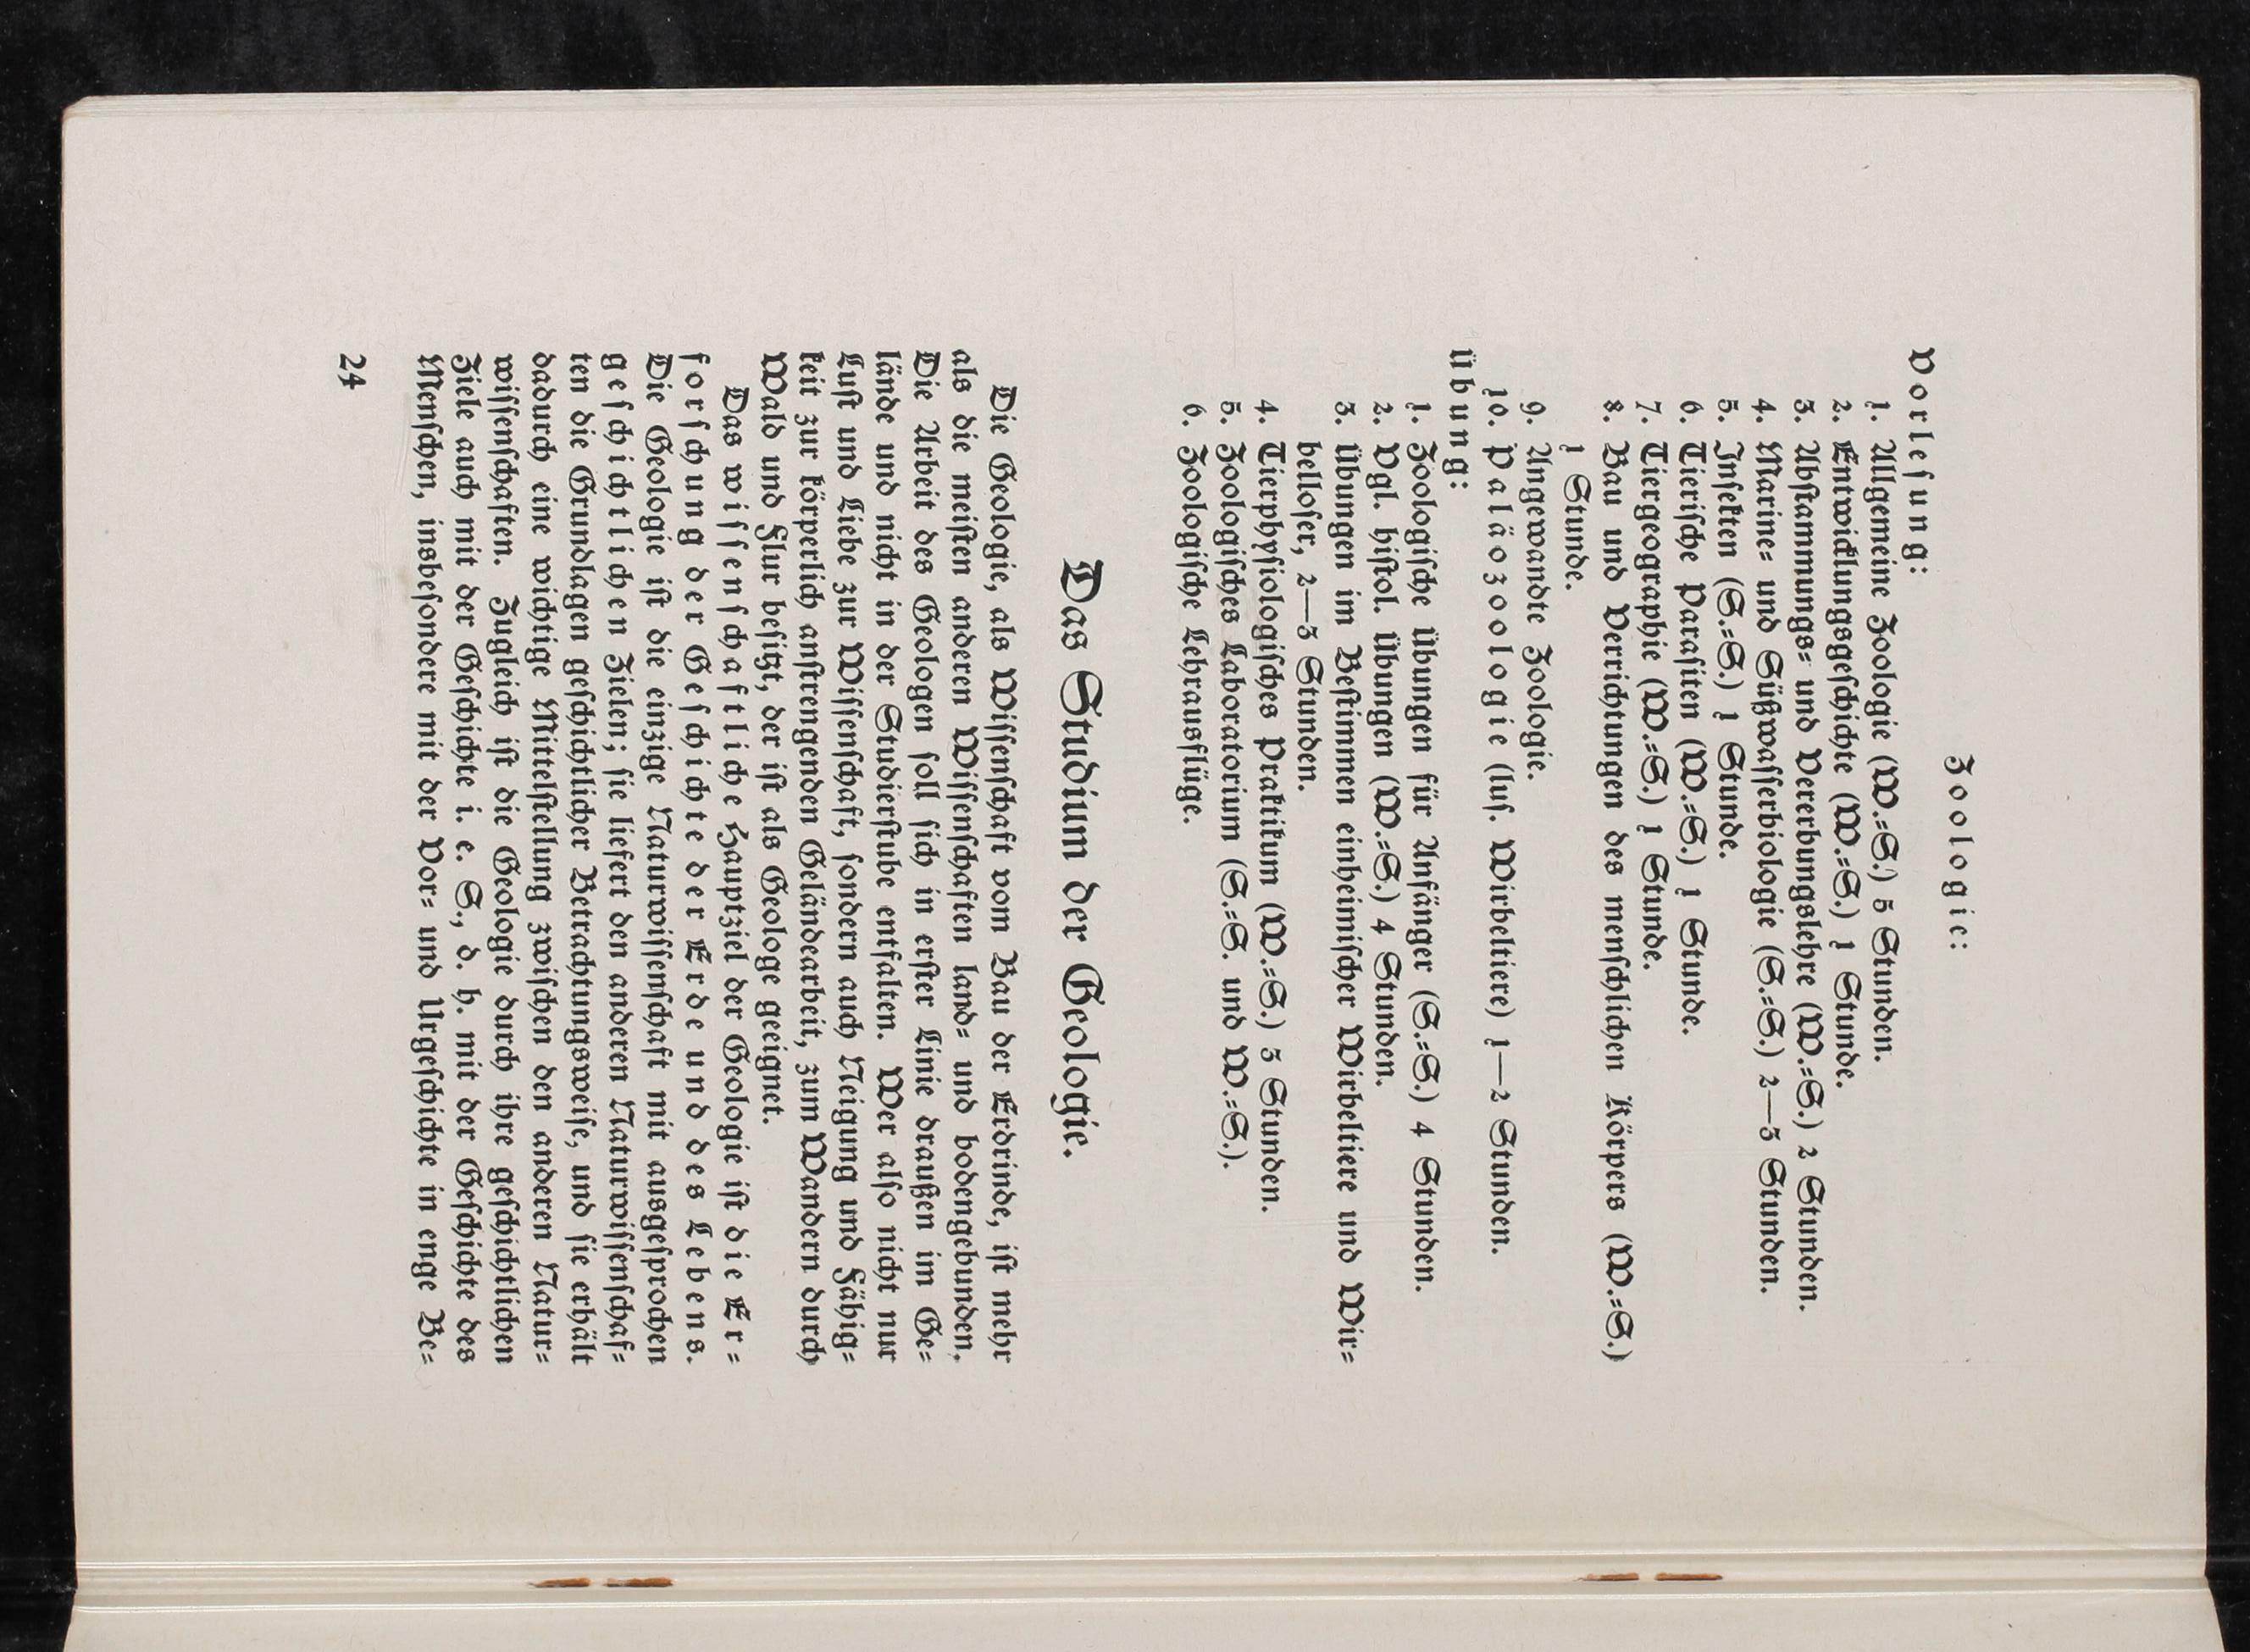 Zoologie:
Vorlesung:
1. Allgemeine Zoologie (W.=S.) 5 Stunden.
2. Entwicklungsgeschichte (W.=S.) 1 Stunde.
3. Abstammungs= und Vererbungslehre (W.=S.) 2 Stunden.
4. Marine= und Süßwasserbiologie (S.=S.) 2—3 Stunden.
5. Insekten (S.=S.) 1 Stunde.
6. Tierische Parasiten (W.=S.) 1 Stunde.
7. Tiergeographie (W.=S.) 1 Stunde.
8. Bau und Verrichtungen des menschlichen Körpers (W.=S.)
1 Stunde.
9. Angewandte Zoologie.
10. Paläozoologie (lus. Wirbeltiere) 1—2 Stunden.
Übung:
1. Zoologische Übungen für Anfänger (S.=S.) 4 Stunden.
2. Vgl. histol. Übungen (W.=S.) 4 Stunden.
3. Übungen im Bestimmen einheimischer Wirbeltiere und Wir=
belloser, 2—3 Stunden.
4. Tierphysiologisches Praktikum (W.=S.) 3 Stunden.
5. Zoologisches Laboratorium (S.=S. und W.=S.).
6. Zoologische Lehrausflüge.
Das Studium der Geologie.
Die Geologie, als Wissenschaft vom Bau der Erdrinde, ist mehr
als die meisten anderen Wissenschaften land= und bodengebunden.
Die Arbeit des Geologen soll sich in erster Linie draußen im Ge=
lände und nicht in der Studierstube entfalten. Wer also nicht nur
Lust und Liebe zur Wissenschaft, sondern auch Neigung und Fähig=
keit zur körperlich anstrengenden Geländearbeit, zum Wandern durch
Wald und Flur besitzt, der ist als Geologe geeignet.
Das wissenschaftliche Hauptziel der Geologie ist die Er=
forschung der Geschichte der Erde und des Lebens.
Die Geologie ist die einzige Naturwissenschaft mit ausgesprochen
geschichtlichen Zielen; sie liefert den anderen Naturwissenschaf=
ten die Grundlagen geschichtlicher Betrachtungsweise, und sie erhält
dadurch eine wichtige Mittelstellung zwischen den anderen Natur=
wissenschaften. Zugleich ist die Geologie durch ihre geschichtlichen
Ziele auch mit der Geschichte i. e. S., d. h. mit der Geschichte des
Menschen, insbesondere mit der Vor= und Urgeschichte in enge Be=
24